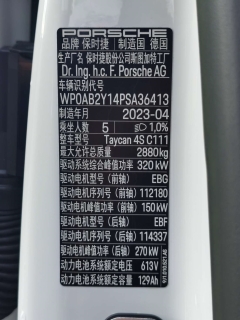 PORSCHE
品牌 保时捷 制造国 德国
生产厂名 保时捷股份公司斯图加特工厂
Dr. Ing. h.c. F. Porsche AG
车辆识别代号
WP0AB2Y14PSA36413
制造年月 2023-04
乘坐人数 5 1,0%
整车型号 Taycan 4S C111
最大允许总质量 2880kg
驱动系统综合峰值功率 320 kW
驱动电机型号（前轴） EBG
驱动电机序列号（前轴） 112180
驱动电机峰值功率（前轴） 150 kW
驱动电机型号（后轴） EBF
驱动电机序列号（后轴） 114337
驱动电机峰值功率（后轴） 270 kW
动力电池系统额定电压 613V
动力电池系统额定容量 129Ah